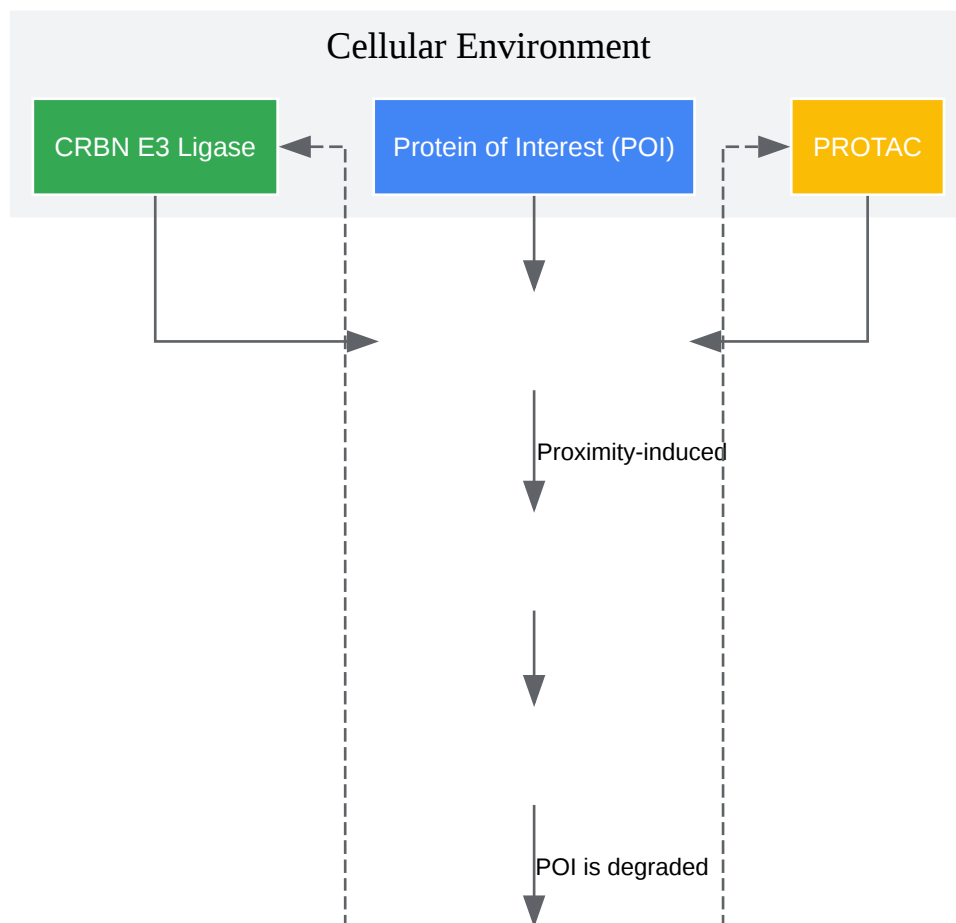 Cellular Environment
CRBN E3 Ligase
Protein of Interest (POI)
PROTAC
Proximity-induced
POI is degraded